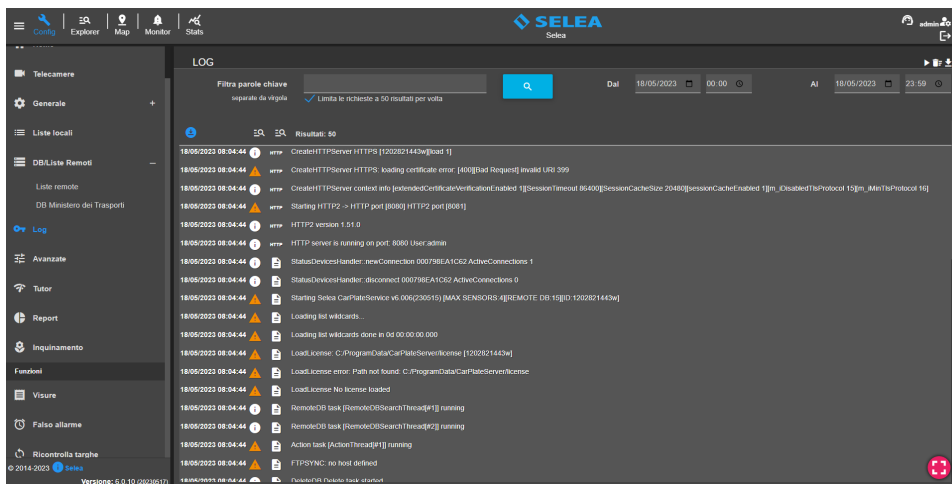 Config
Explorer
Map
Monitor
Stats
SELEA
Selea
admin
LOG
Telecamere
Generale +
Liste locali
DB/Liste Remoti −
Liste remote
DB Ministero dei Trasporti
Log
Avanzate
Tutor
Report
Inquinamento
Funzioni
Visure
Falso allarme
Ricontrolla targhe
© 2014-2023 Selea
Versione: 6.0.10 (20230517)
Filtra parole chiave
separate da virgola
Limita le richieste a 50 risultati per volta
Dal 18/05/2023 00:00
Al 18/05/2023 23:59
Risultati: 50
18/05/2023 08:04:44 HTTP CreateHTTPServer HTTPS [1202821443w][load 1]
18/05/2023 08:04:44 HTTP CreateHTTPServer HTTPS: loading certificate error: [400][Bad Request] invalid URI 399
18/05/2023 08:04:44 HTTP CreateHTTPServer context info [extendedCertificateVerificationEnabled 1][SessionTimeout 86400][SessionCacheSize 20480][sessionCacheEnabled 1][m_iDisabledTlsProtocol 15][m_iMinTlsProtocol 16]
18/05/2023 08:04:44 HTTP Starting HTTP2 -> HTTP port [8080] HTTP2 port [8081]
18/05/2023 08:04:44 HTTP HTTP2 version 1.51.0
18/05/2023 08:04:44 HTTP HTTP server is running on port: 8080 User:admin
18/05/2023 08:04:44 StatusDevicesHandler::newConnection 000798EA1C62 ActiveConnections 1
18/05/2023 08:04:44 StatusDevicesHandler::disconnect 000798EA1C62 ActiveConnections 0
18/05/2023 08:04:44 Starting Selea CarPlateService v6.006(230515) [MAX SENSORS:4][REMOTE DB:15][ID:1202821443w]
18/05/2023 08:04:44 Loading list wildcards...
18/05/2023 08:04:44 Loading list wildcards done in 0d 00:00:00.000
18/05/2023 08:04:44 LoadLicense: C:/ProgramData/CarPlateServer/license [1202821443w]
18/05/2023 08:04:44 LoadLicense error: Path not found: C:/ProgramData/CarPlateServer/license
18/05/2023 08:04:44 LoadLicense No license loaded
18/05/2023 08:04:44 RemoteDB task [RemoteDBSearchThread[#1]] running
18/05/2023 08:04:44 RemoteDB task [RemoteDBSearchThread[#2]] running
18/05/2023 08:04:44 Action task [ActionThread[#1]] running
18/05/2023 08:04:44 FTPSYNC: no host defined
18/05/2023 08:04:44 DeleteDB Delete task started